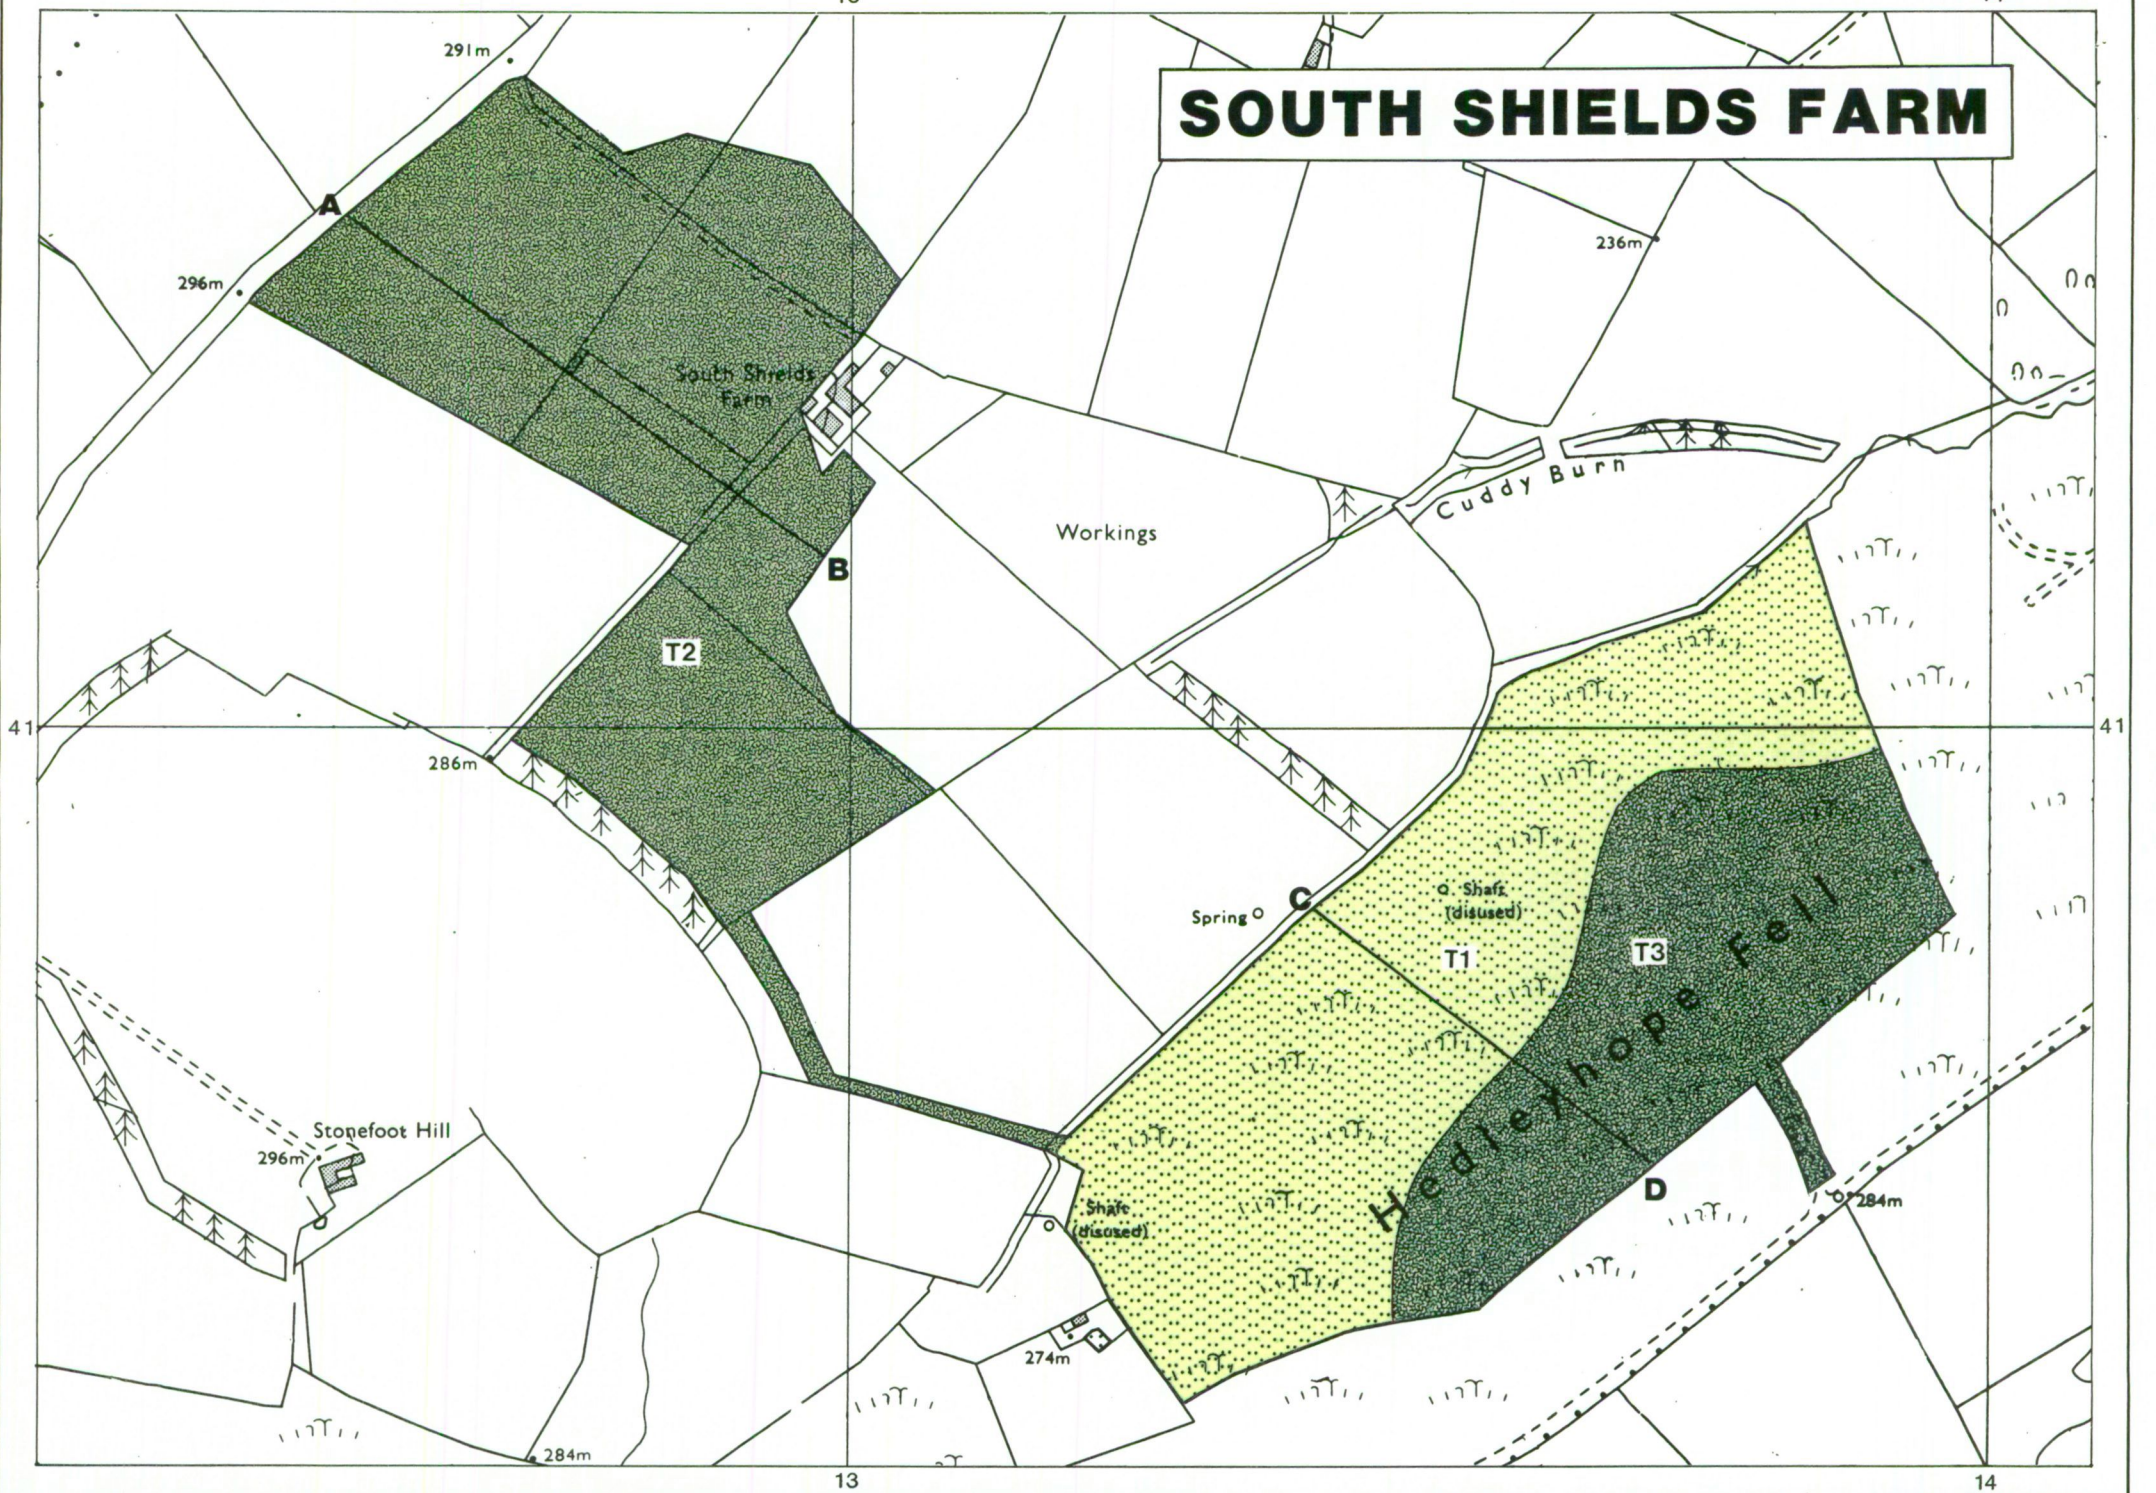 SOUTH SHIELDS FARM
291m
A
296m
236m
South Shields
Farm
Cuddy Burn
Workings
B
T2
41
41
286m
C
Spring
Shaft
(disused)
T1
T3
Hedleyhope Fell
Stonefoot Hill
296m
D
284m
Shaft
(disused)
274m
284m
13
14